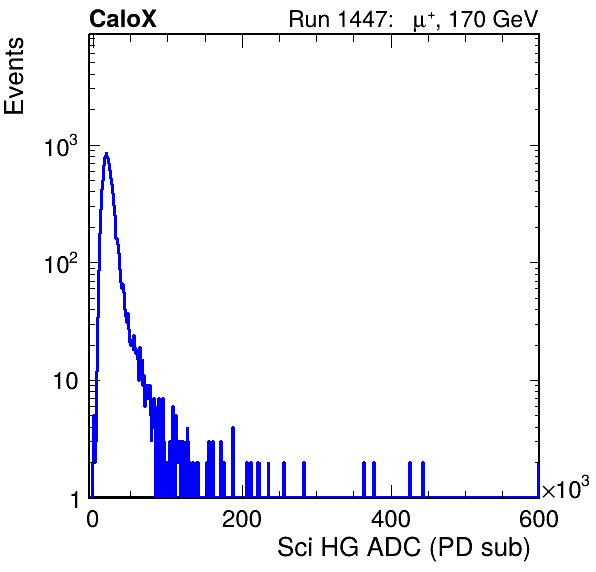 CaloX Run 1447: μ⁺, 170 GeV
Events
10³
10²
10
1
0 200 400 600
×10³
Sci HG ADC (PD sub)